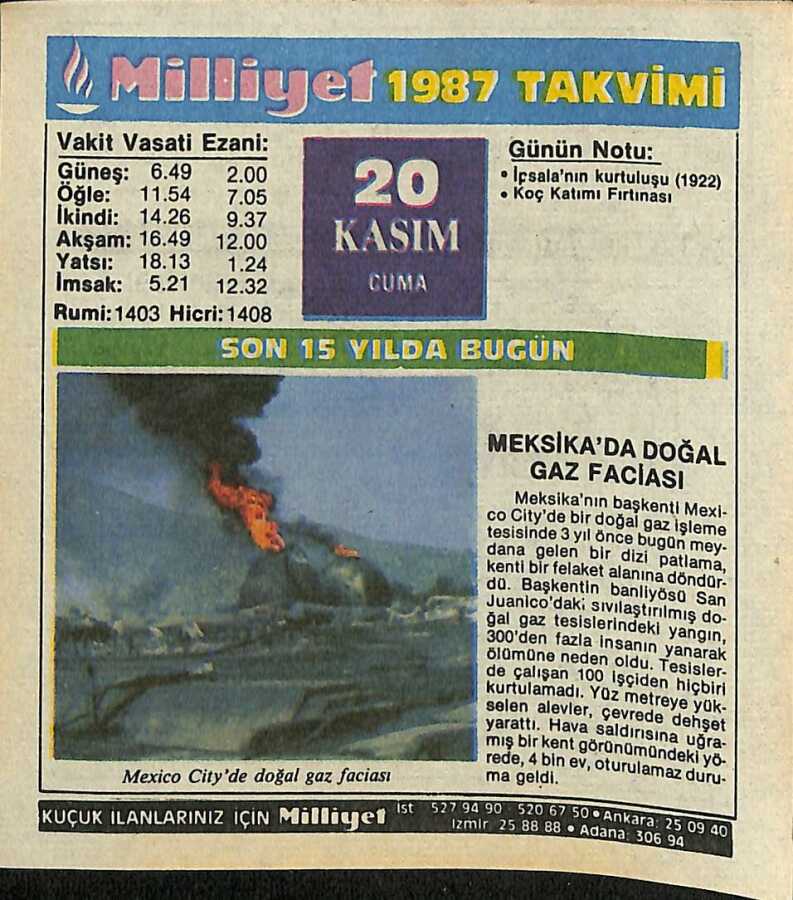 Milliyet 1987 TAKVİMİ
Vakit Vasati Ezani:
Güneş: 6.49 2.00
Öğle: 11.54 7.05
İkindi: 14.26 9.37
Akşam: 16.49 12.00
Yatsı: 18.13 1.24
İmsak: 5.21 12.32
Rumi: 1403 Hicri: 1408
20
KASIM
CUMA
Günün Notu:
• İpsala'nın kurtuluşu (1922)
• Koç Katımı Fırtınası
SON 15 YILDA BUGÜN
MEKSİKA'DA DOĞAL
GAZ FACİASI
Meksika'nın başkenti Mexi-
co City'de bir doğal gaz işleme
tesisinde 3 yıl önce bugün mey-
dana gelen bir dizi patlama,
kenti bir felaket alanına döndür-
dü. Başkentin banliyösü San
Juanico'daki sıvılaştırılmış do-
ğal gaz tesislerindeki yangın,
300'den fazla insanın yanarak
ölümüne neden oldu. Tesisler-
de çalışan 100 işçiden hiçbiri
kurtulamadı. Yüz metreye yük-
selen alevler, çevrede dehşet
yarattı. Hava saldırısına uğra-
mış bir kent görünümündeki yö-
rede, 4 bin ev, oturulamaz duru-
ma geldi.
Mexico City'de doğal gaz faciası
KUÇUK ILANLARINIZ IÇIN Milliyet Ist 527 94 90 - 520 67 50 • Ankara: 25 09 40
Izmir 25 88 88 • Adana: 306 94